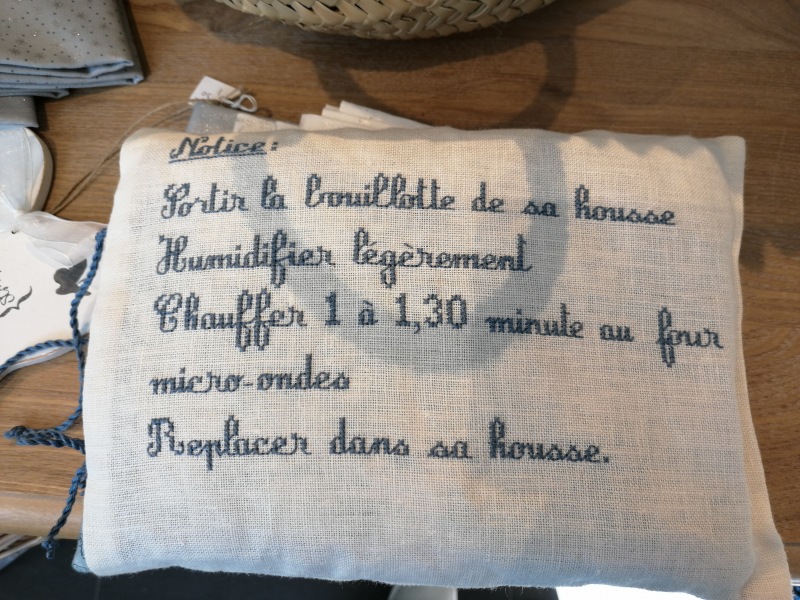 Notice:
Sortir la bouillotte de sa housse
Humidifier légèrement
Chauffer 1 à 1,30 minute au four
micro-ondes
Replacer dans sa housse.